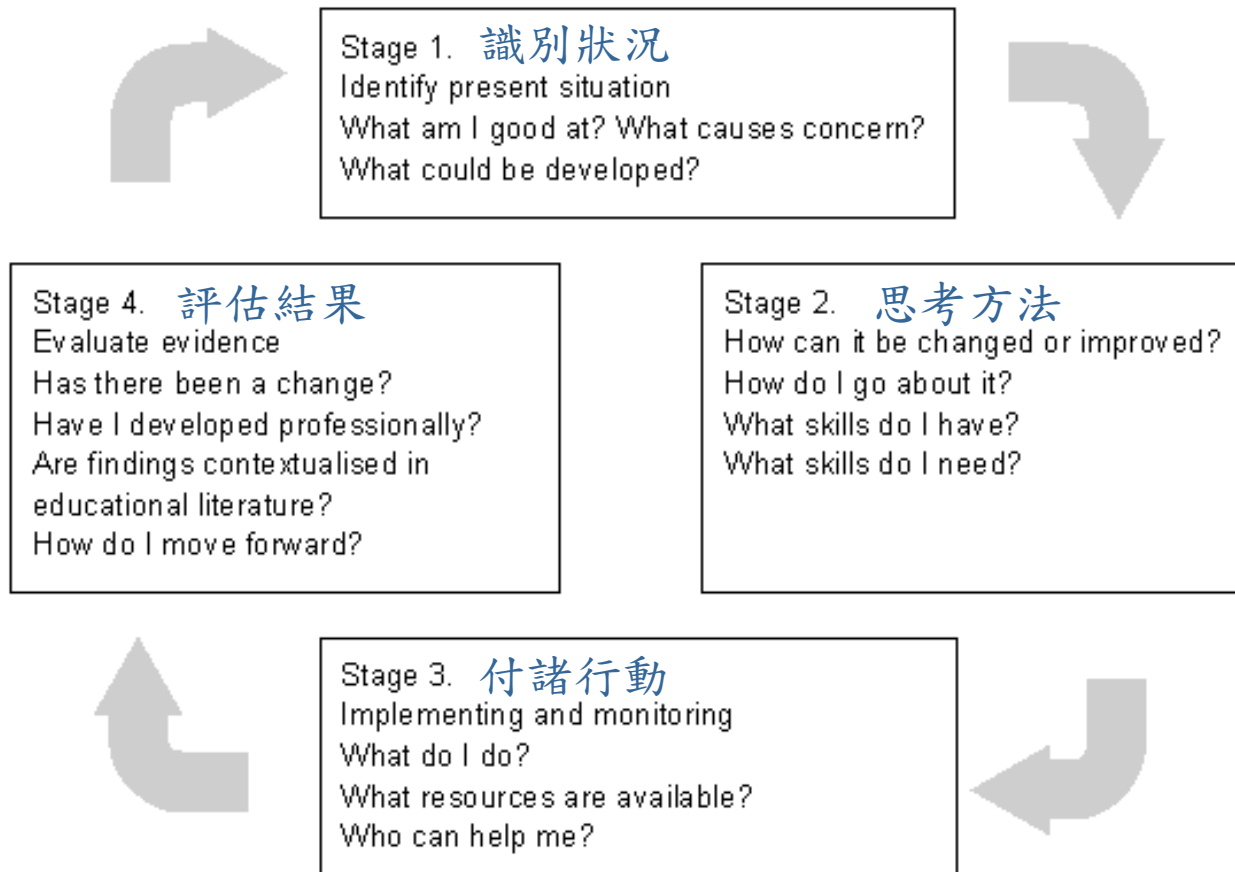 Stage 1. 識別狀況
Identify present situation
What am I good at? What causes concern?
What could be developed?
Stage 2. 思考方法
How can it be changed or improved?
How do I go about it?
What skills do I have?
What skills do I need?
Stage 3. 付諸行動
Implementing and monitoring
What do I do?
What resources are available?
Who can help me?
Stage 4. 評估結果
Evaluate evidence
Has there been a change?
Have I developed professionally?
Are findings contextualised in
educational literature?
How do I move forward?